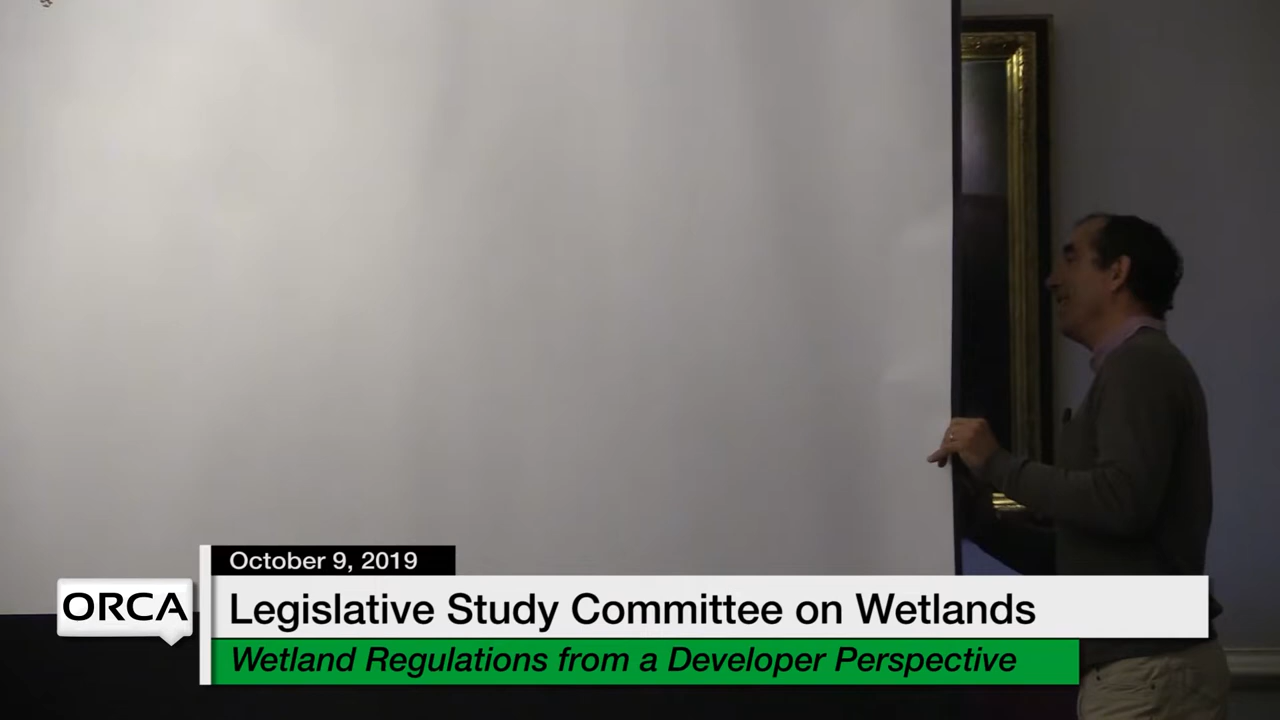 October 9, 2019
ORCA
Legislative Study Committee on Wetlands
Wetland Regulations from a Developer Perspective